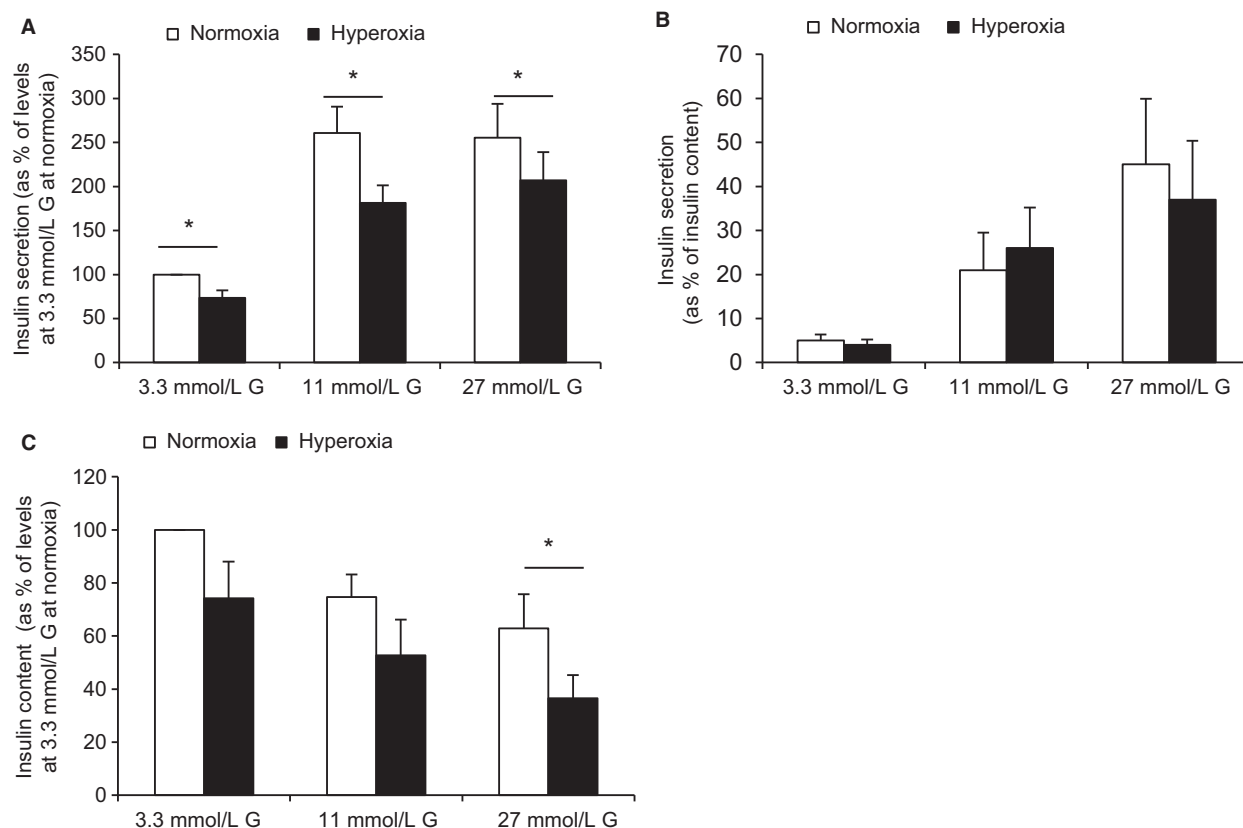 A
Normoxia Hyperoxia
Insulin secretion (as % of levels
at 3.3 mmol/L G at normoxia)
350
300
250
200
150
100
50
0
*
*
*
3.3 mmol/L G 11 mmol/L G 27 mmol/L G
B
Normoxia Hyperoxia
Insulin secretion
(as % of insulin content)
70
60
50
40
30
20
10
0
3.3 mmol/L G 11 mmol/L G 27 mmol/L G
C
Normoxia Hyperoxia
Insulin content (as % of levels
at 3.3 mmol/L G at normoxia)
120
100
80
60
40
20
0
*
3.3 mmol/L G 11 mmol/L G 27 mmol/L G